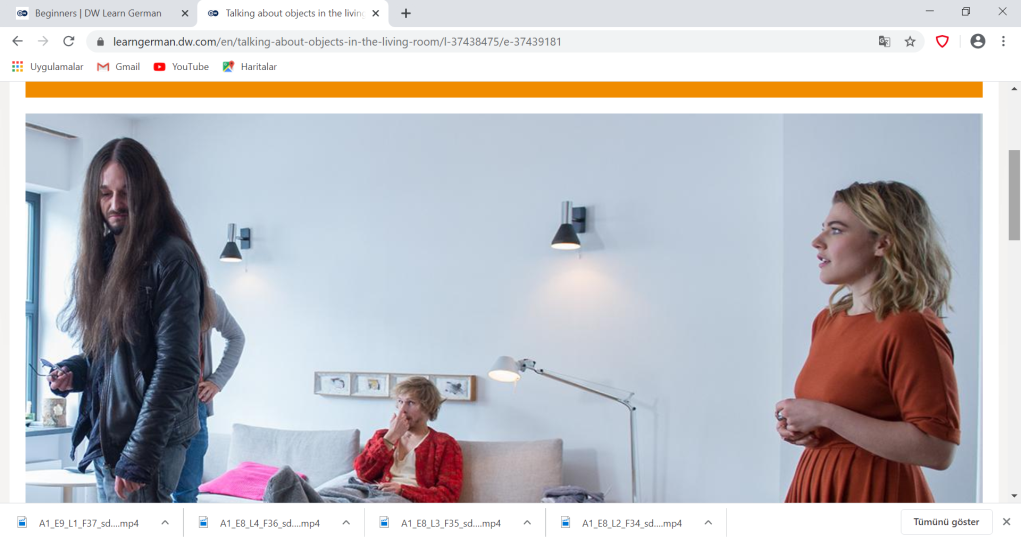 Beginners | DW Learn German
Talking about objects in the livin
learngerman.dw.com/en/talking-about-objects-in-the-living-room/l-37438475/e-37439181
Uygulamalar
Gmail
YouTube
Haritalar
A1_E9_L1_F37_sd....mp4
A1_E8_L4_F36_sd....mp4
A1_E8_L3_F35_sd....mp4
A1_E8_L2_F34_sd....mp4
Tümünü göster